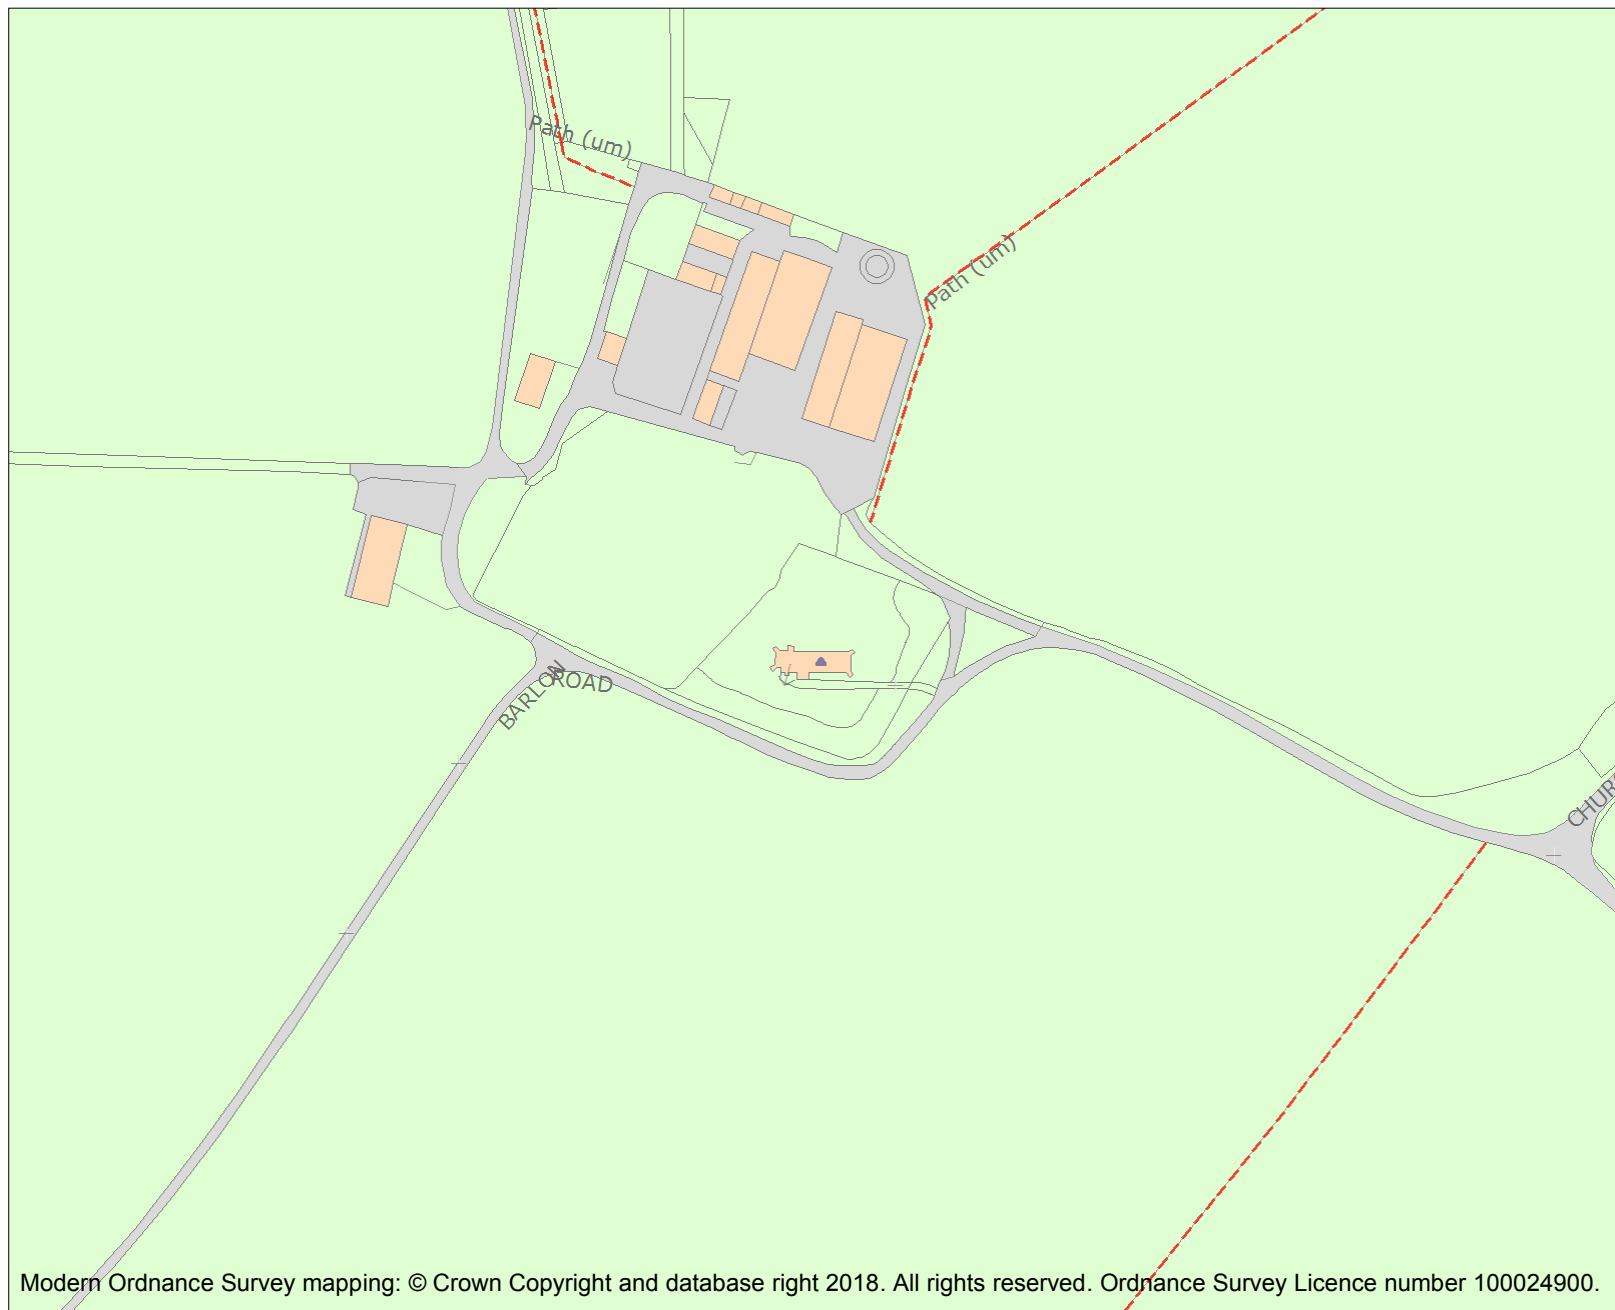 Path (um)
Path (um)
BARLON
ROAD
CHUR
Modern Ordnance Survey mapping: © Crown Copyright and database right 2018. All rights reserved. Ordnance Survey Licence number 100024900.